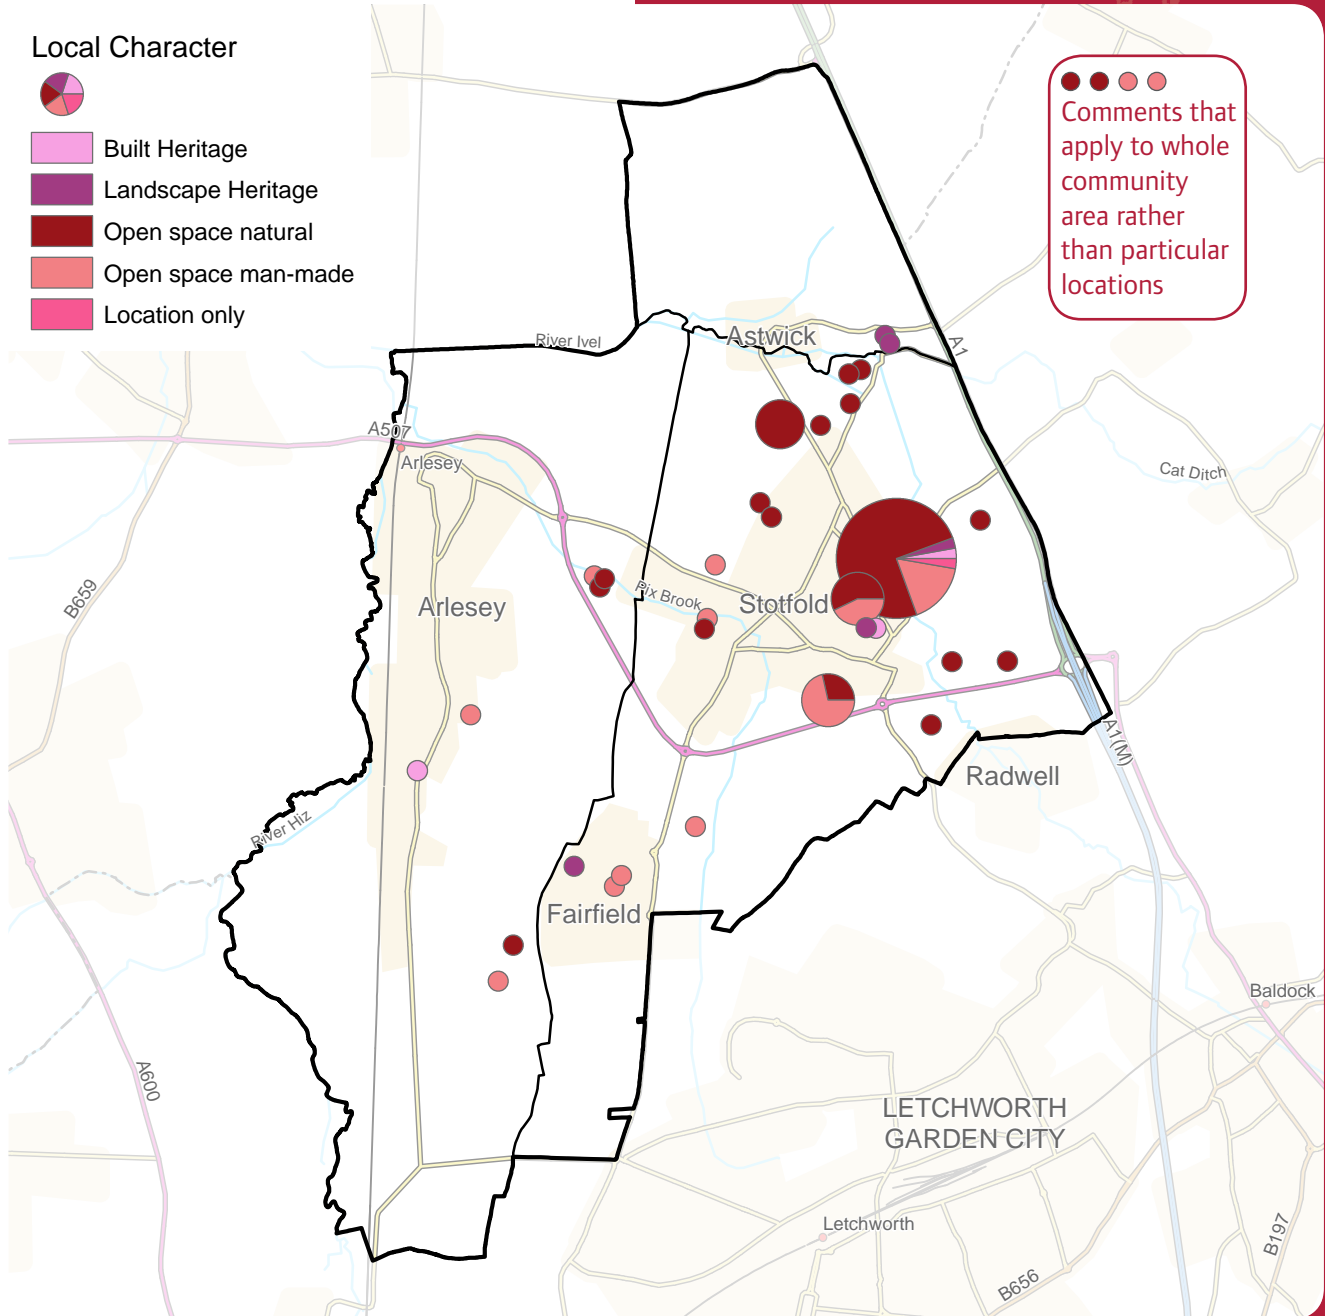 Local Character
Built Heritage
Landscape Heritage
Open space natural
Open space man-made
Location only
Comments that
apply to whole
community
area rather
than particular
locations
River Ivel
Astwick
A1
A507
Arlesey
Cat Ditch
B659
Arlesey
Pix Brook
Stotfold
A1(M)
Radwell
River Hiz
Fairfield
Baldock
A600
LETCHWORTH
GARDEN CITY
Letchworth
B197
B656